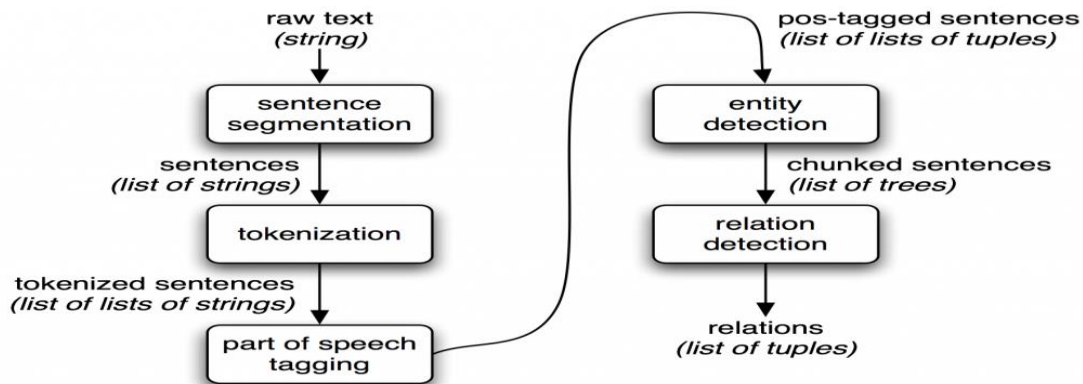 raw text
(string)
sentence
segmentation
sentences
(list of strings)
tokenization
tokenized sentences
(list of lists of strings)
part of speech
tagging
pos-tagged sentences
(list of lists of tuples)
entity
detection
chunked sentences
(list of trees)
relation
detection
relations
(list of tuples)